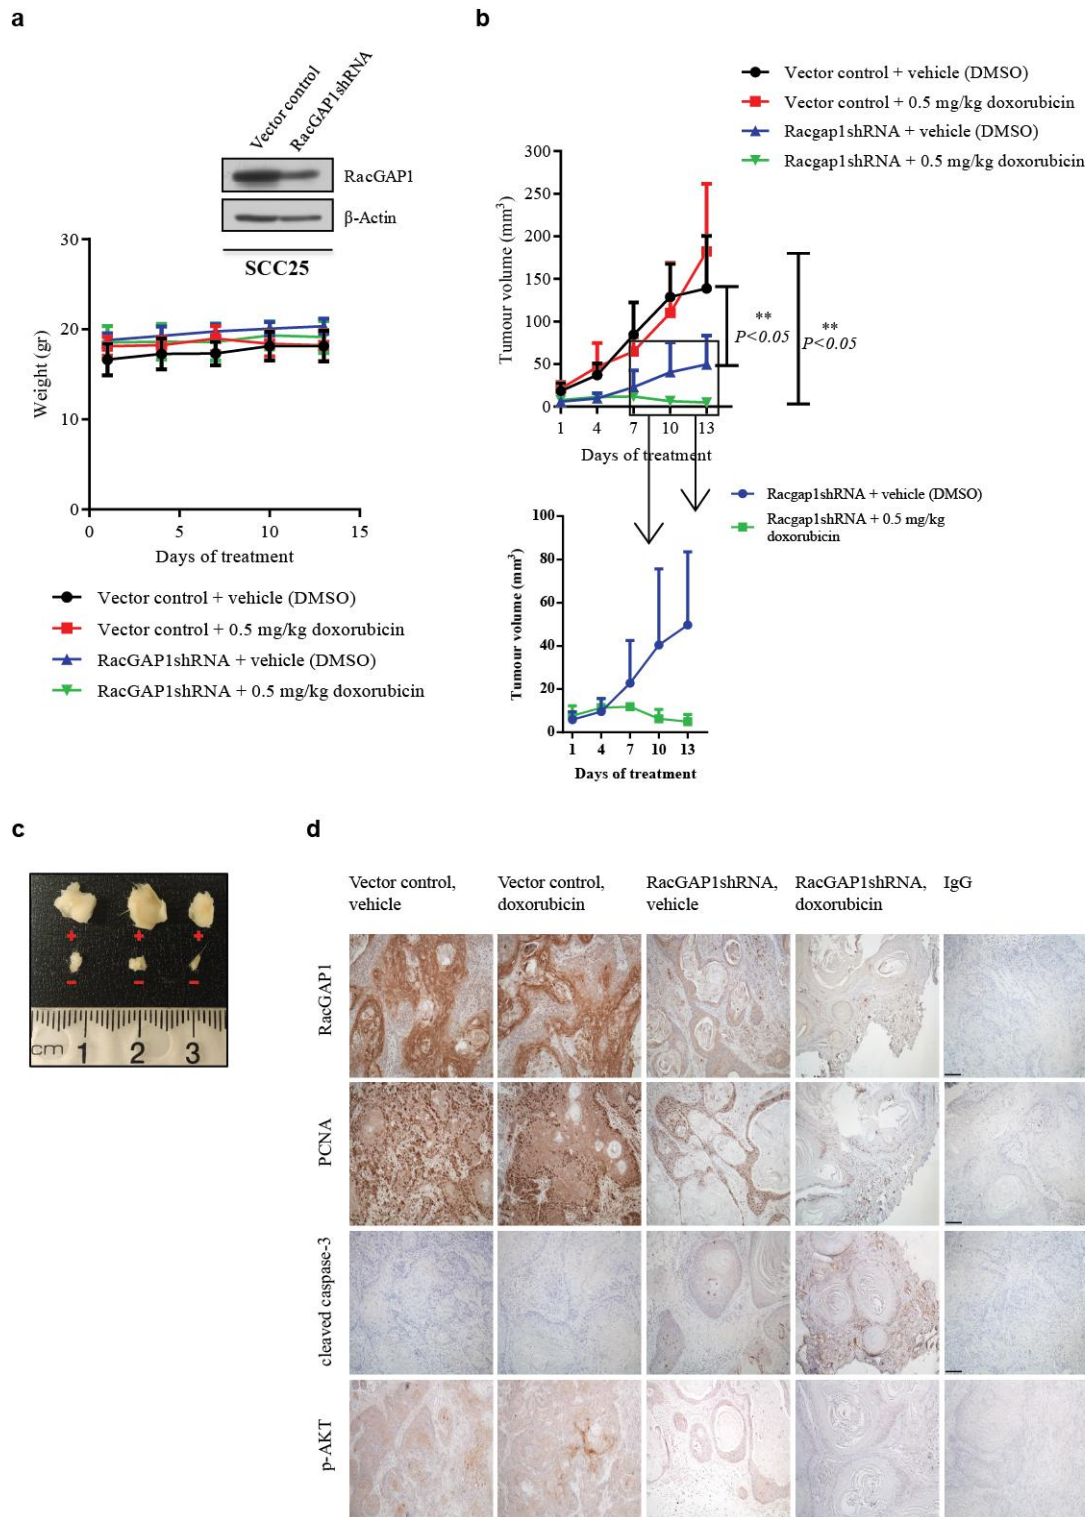 a
Vector control
RacGAP1shRNA
RacGAP1
β-Actin
SCC25
30
20
10
0
Weight (gr)
0 5 10 15
Days of treatment
Vector control + vehicle (DMSO)
Vector control + 0.5 mg/kg doxorubicin
RacGAP1shRNA + vehicle (DMSO)
RacGAP1shRNA + 0.5 mg/kg doxorubicin
b
Vector control + vehicle (DMSO)
Vector control + 0.5 mg/kg doxorubicin
Racgap1shRNA + vehicle (DMSO)
Racgap1shRNA + 0.5 mg/kg doxorubicin
300
250
200
150
100
50
0
Tumour volume (mm³)
1 4 7 10 13
Days of treatment
**
P<0.05
**
P<0.05
Racgap1shRNA + vehicle (DMSO)
Racgap1shRNA + 0.5 mg/kg
doxorubicin
100
80
60
40
20
0
Tumour volume (mm³)
1 4 7 10 13
Days of treatment
c
+ + +
- - -
cm 1 2 3
d
Vector control,
vehicle
Vector control,
doxorubicin
RacGAP1shRNA,
vehicle
RacGAP1shRNA,
doxorubicin
IgG
RacGAP1
PCNA
cleaved caspase-3
p-AKT